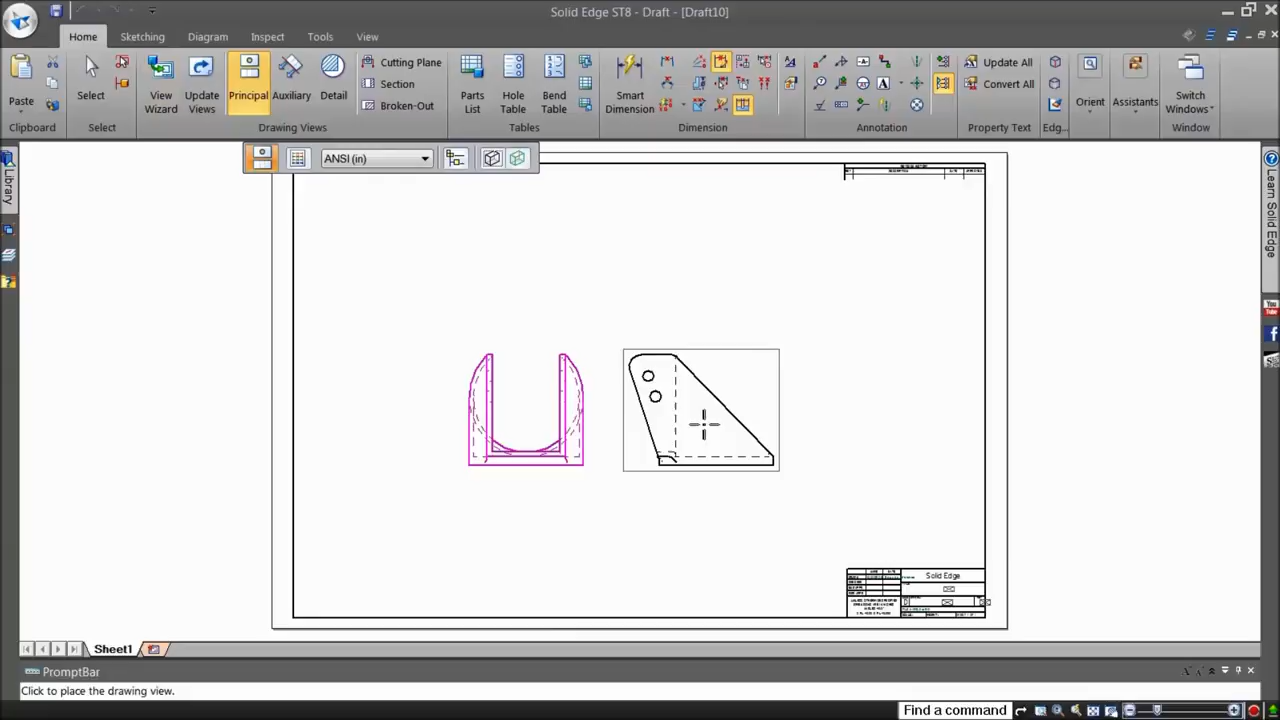 Solid Edge ST8 - Draft - [Draft10]
Home
Sketching
Diagram
Inspect
Tools
View
Paste
Clipboard
Select
Select
View Wizard
Update Views
Principal
Auxiliary
Detail
Cutting Plane
Section
Broken-Out
Drawing Views
Parts List
Hole Table
Bend Table
Tables
Smart Dimension
Dimension
Annotation
Update All
Convert All
Property Text
Orient
Edg...
Assistants
Switch Windows
Window
ANSI (in)
Library
Learn Solid Edge
You Tube
Solid Edge
Sheet1
PromptBar
Click to place the drawing view.
Find a command